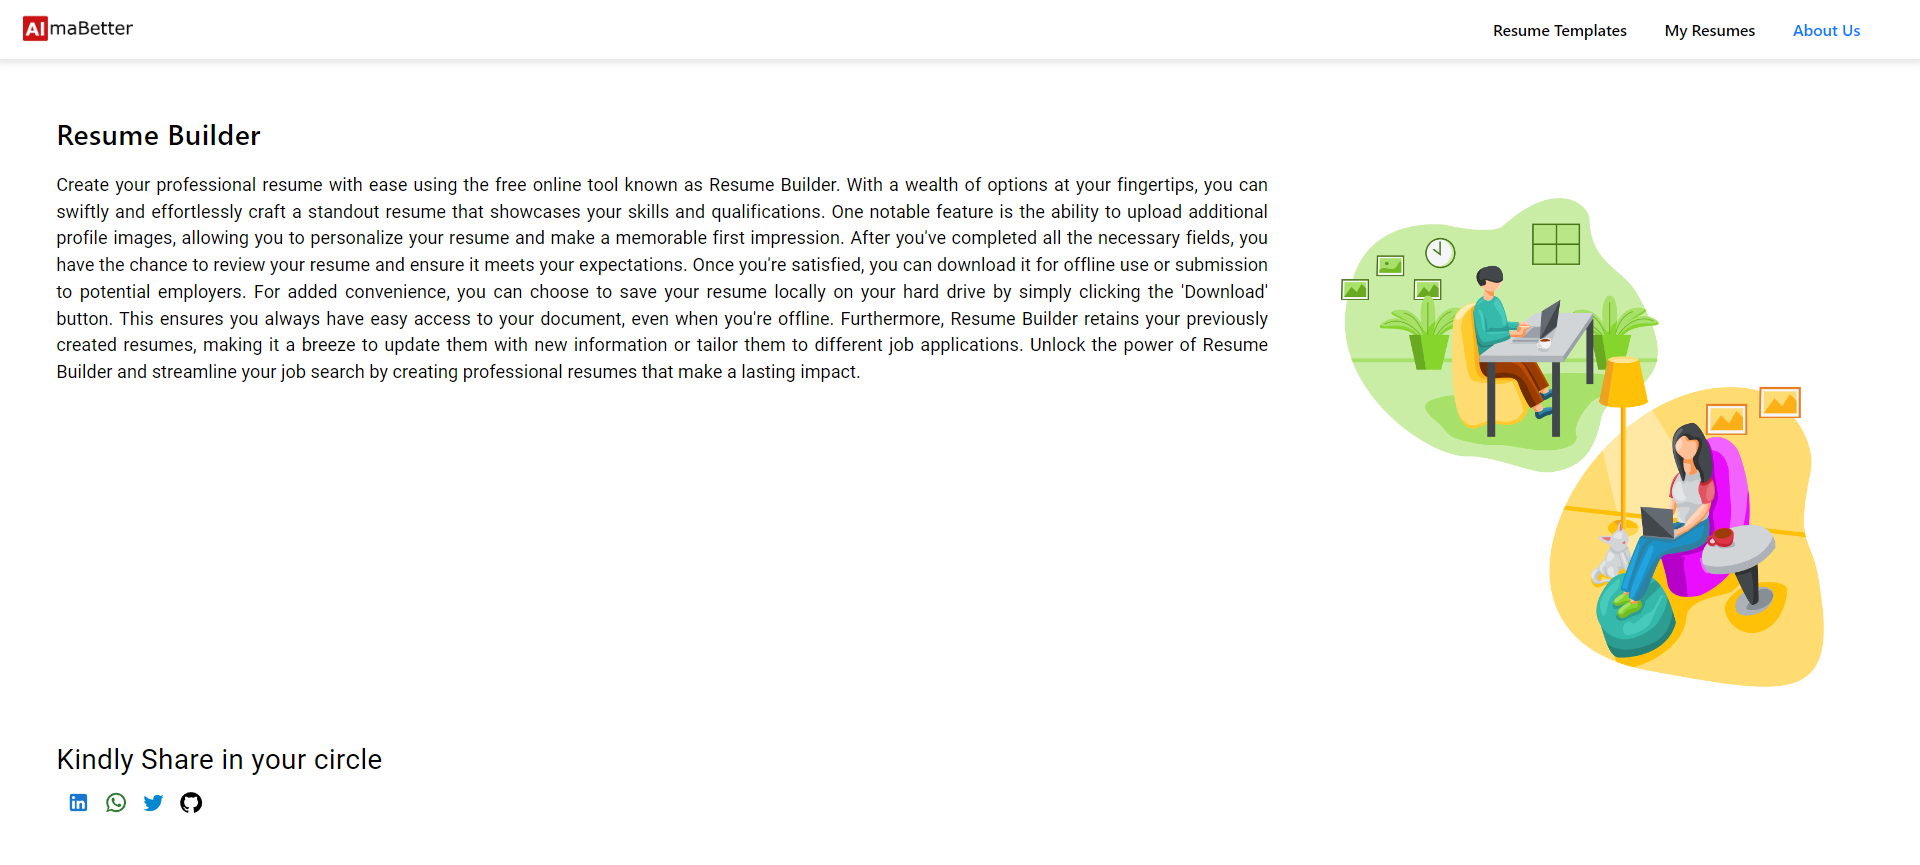 AlmaBetter
Resume Templates
My Resumes
About Us
Resume Builder
Create your professional resume with ease using the free online tool known as Resume Builder. With a wealth of options at your fingertips, you can
swiftly and effortlessly craft a standout resume that showcases your skills and qualifications. One notable feature is the ability to upload additional
profile images, allowing you to personalize your resume and make a memorable first impression. After you've completed all the necessary fields, you
have the chance to review your resume and ensure it meets your expectations. Once you're satisfied, you can download it for offline use or submission
to potential employers. For added convenience, you can choose to save your resume locally on your hard drive by simply clicking the 'Download'
button. This ensures you always have easy access to your document, even when you're offline. Furthermore, Resume Builder retains your previously
created resumes, making it a breeze to update them with new information or tailor them to different job applications. Unlock the power of Resume
Builder and streamline your job search by creating professional resumes that make a lasting impact.
Kindly Share in your circle